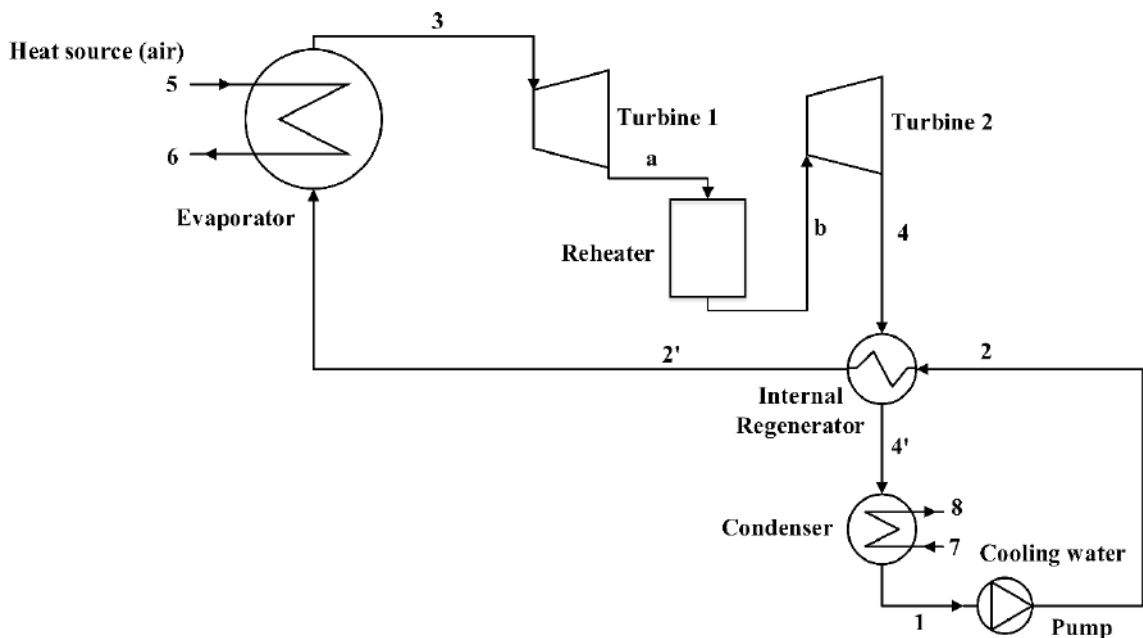 3
Heat source (air)
5
6
Evaporator
Turbine 1
a
Reheater
b
Turbine 2
4
2'
2
Internal
Regenerator
4'
Condenser
8
7
Cooling water
1
Pump